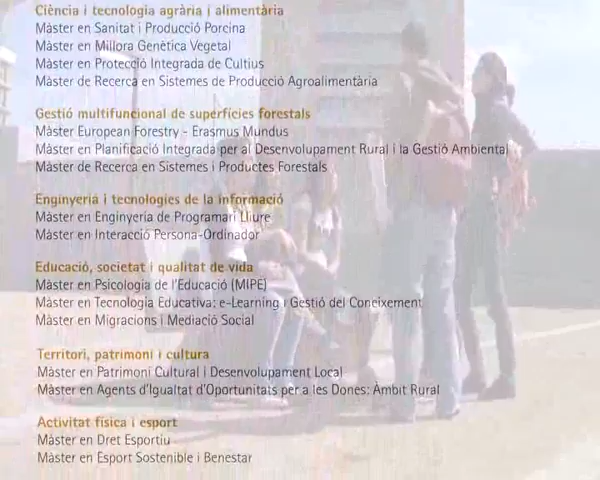 Ciència i tecnologia agrària i alimentària
Màster en Sanitat i Producció Porcina
Màster en Millora Genètica Vegetal
Màster en Protecció Integrada de Cultius
Màster de Recerca en Sistemes de Producció Agroalimentària
Gestió multifuncional de superfícies forestals
Màster European Forestry - Erasmus Mundus
Màster en Planificació Integrada per al Desenvolupament Rural i la Gestió Ambiental
Màster de Recerca en Sistemes i Productes Forestals
Enginyeria i tecnologies de la informació
Màster en Enginyeria de Programari Lliure
Màster en Interacció Persona-Ordinador
Educació, societat i qualitat de vida
Màster en Psicologia de l'Educació (MIPE)
Màster en Tecnologia Educativa: e-Learning i Gestió del Coneixement
Màster en Migracions i Mediació Social
Territori, patrimoni i cultura
Màster en Patrimoni Cultural i Desenvolupament Local
Màster en Agents d'Igualtat d'Oportunitats per a les Dones: Àmbit Rural
Activitat física i esport
Màster en Dret Esportiu
Màster en Esport Sostenible i Benestar